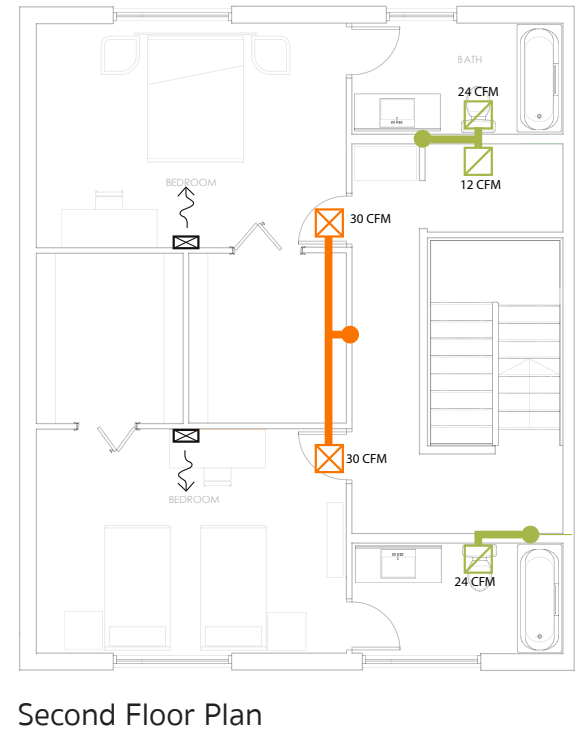 BATH
24 CFM
12 CFM
BEDROOM
30 CFM
30 CFM
BEDROOM
24 CFM
Second Floor Plan